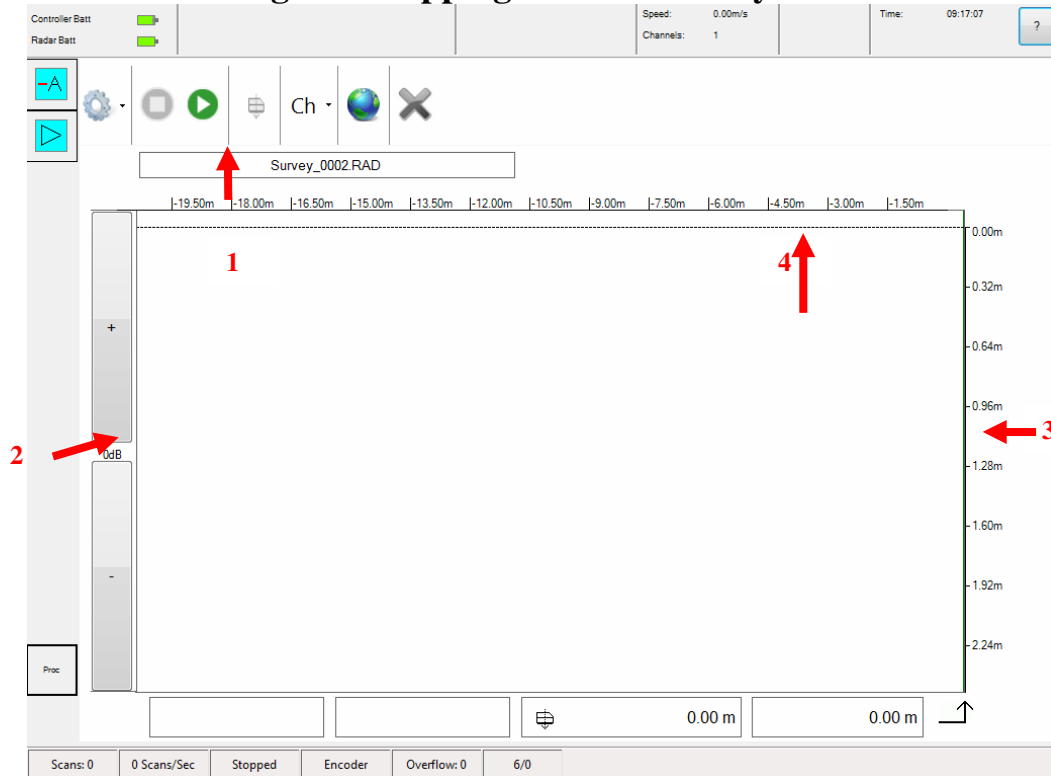 Controller Batt
Radar Batt
Speed: 0.00m/s
Channels: 1
Time: 09:17:07
?
-A
Ch
Survey_0002.RAD
-19.50m -18.00m -16.50m -15.00m -13.50m -12.00m -10.50m -9.00m -7.50m -6.00m -4.50m -3.00m -1.50m
0.00m
1
4
0.32m
+
0.64m
0.96m
3
2
0dB
1.28m
1.60m
-
1.92m
2.24m
Proc
0.00 m
0.00 m
Scans: 0 0 Scans/Sec Stopped Encoder Overflow: 0 6/0